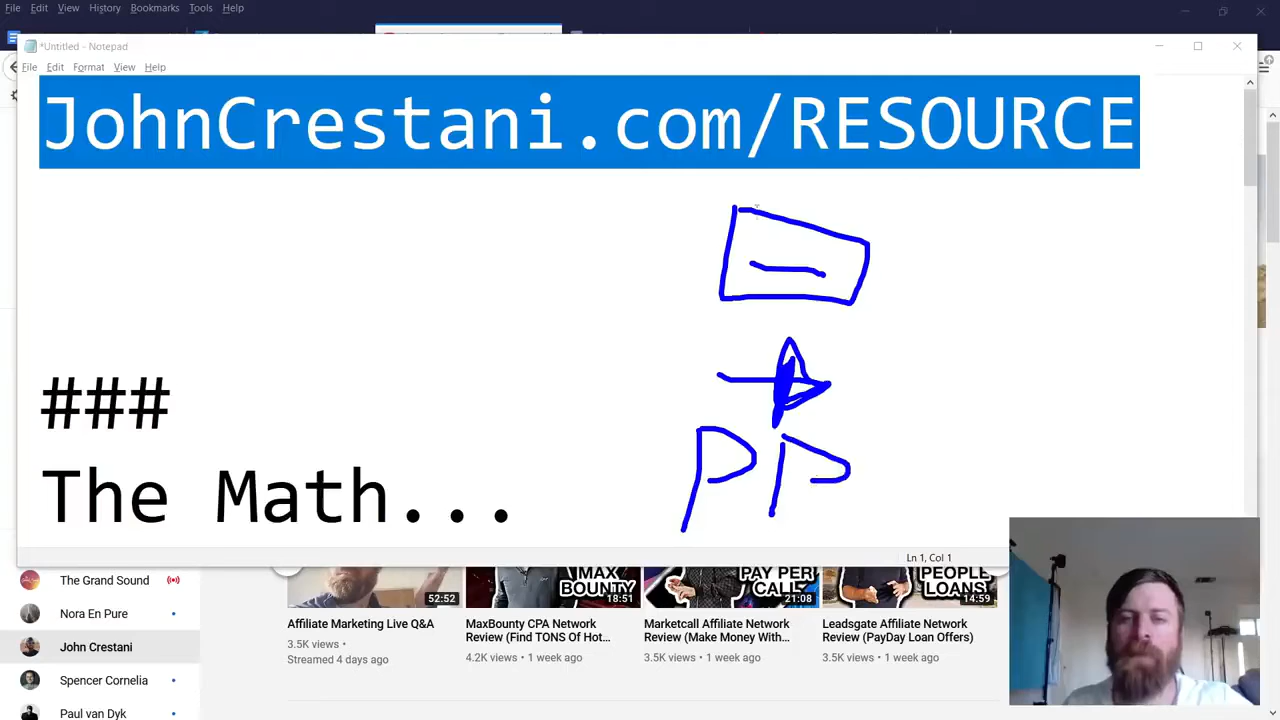 File Edit View History Bookmarks Tools Help
*Untitled - Notepad
File Edit Format View Help
JohnCrestani.com/RESOURCE
###
The Math...
PP
Ln 1, Col 1
The Grand Sound
Nora En Pure
John Crestani
Spencer Cornelia
Paul van Dyk
52:52
Affiliate Marketing Live Q&A
3.5K views •
Streamed 4 days ago
MAX
BOUNTY
18:51
MaxBounty CPA Network
Review (Find TONS Of Hot...
4.2K views • 1 week ago
PAY PER
CALL
21:08
Marketcall Affiliate Network
Review (Make Money With...
3.5K views • 1 week ago
PEOPLE
LOANS
14:59
Leadsgate Affiliate Network
Review (PayDay Loan Offers)
3.5K views • 1 week ago